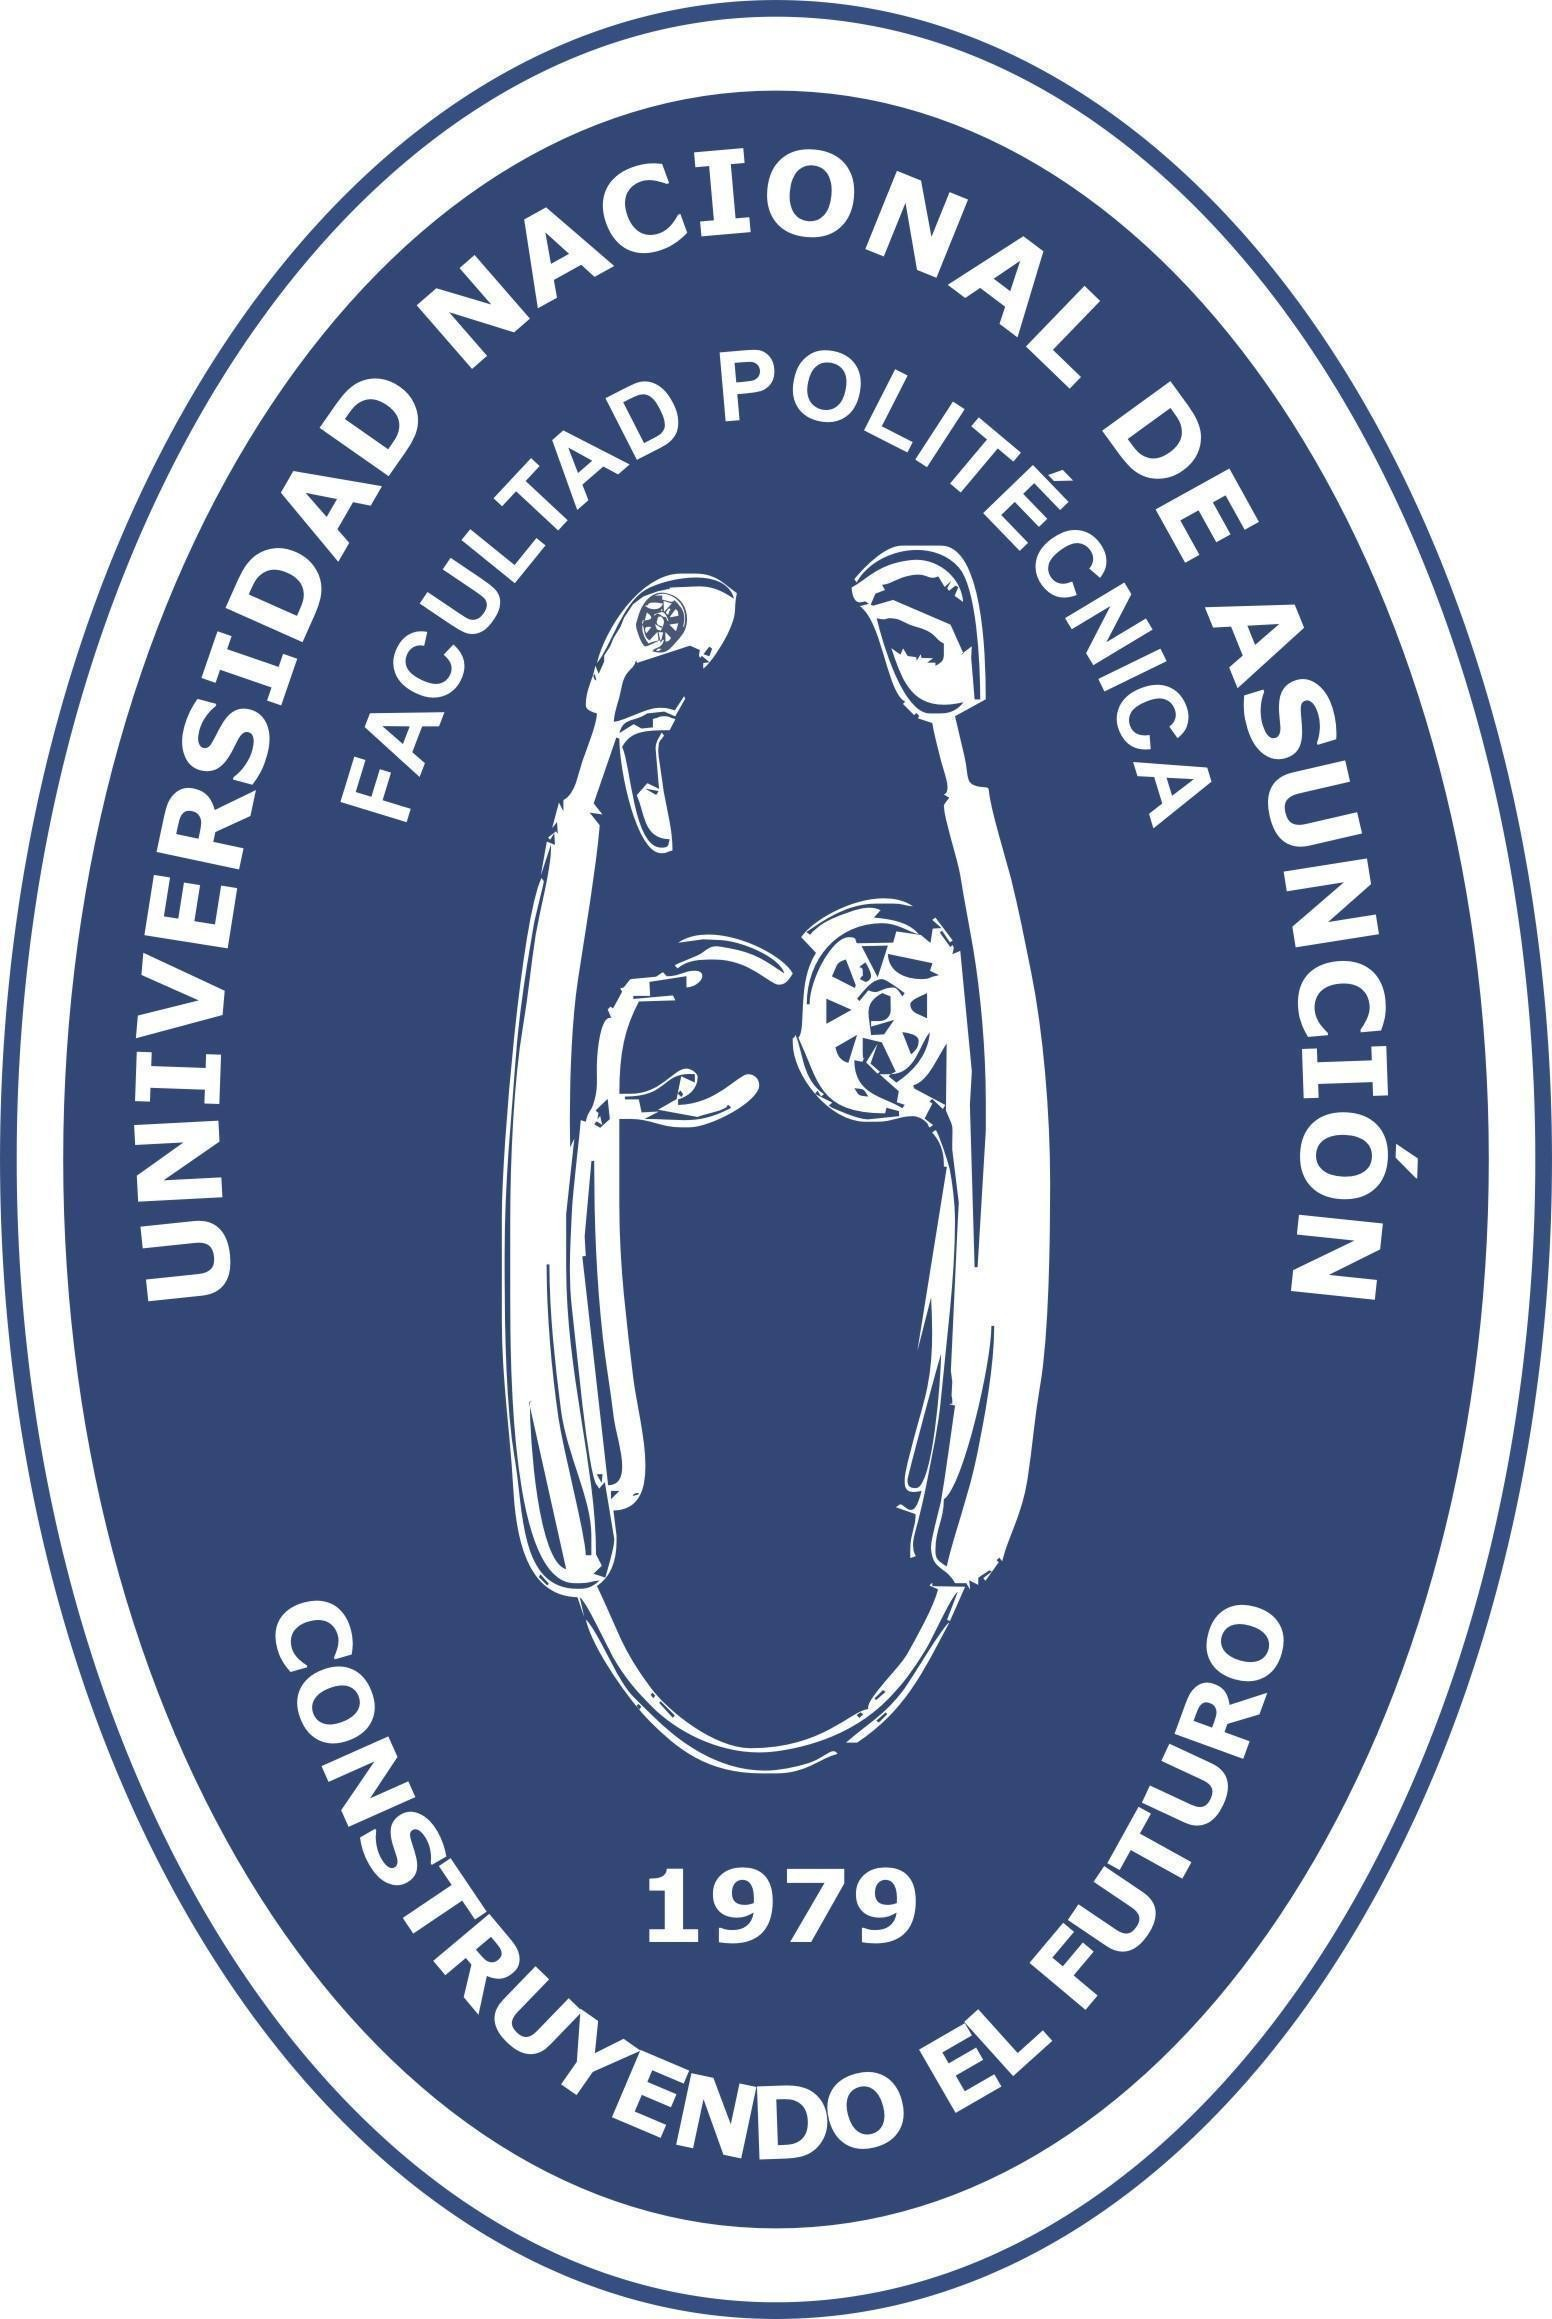 UNIVERSIDAD NACIONAL DE ASUNCIÓN
FACULTAD POLITÉCNICA
1979
CONSTRUYENDO EL FUTURO